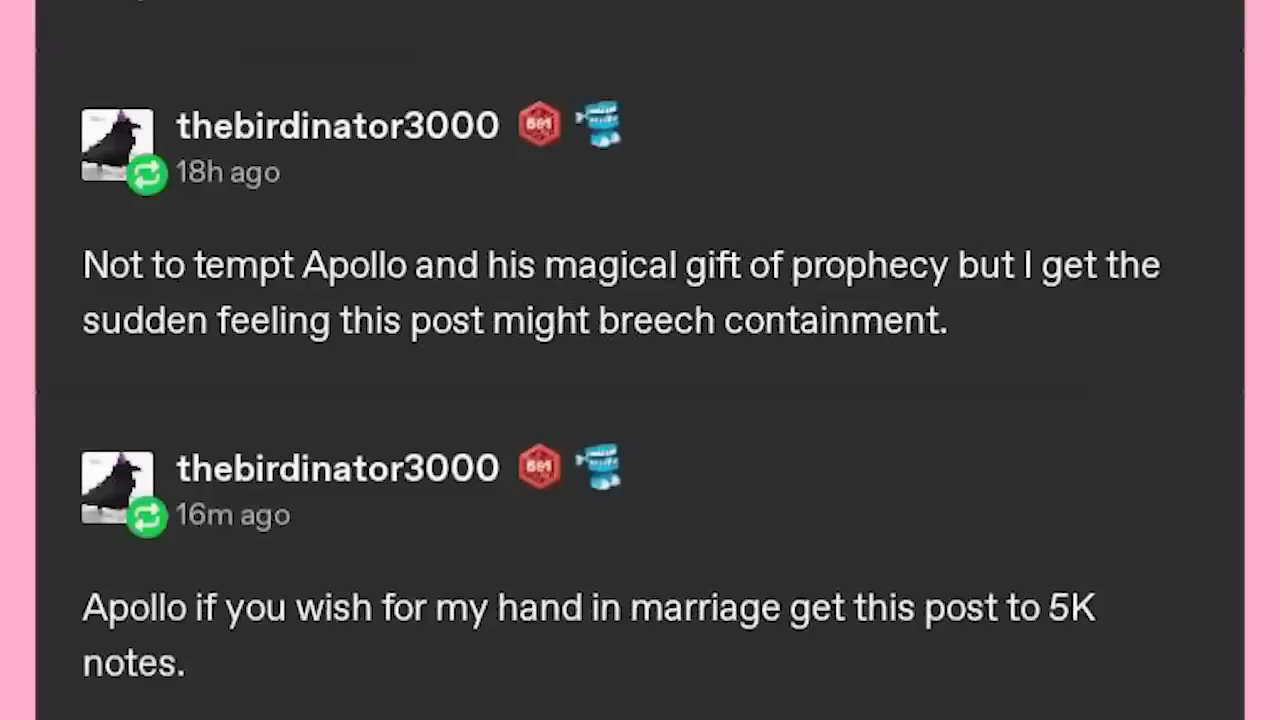 thebirdinator3000
18h ago
Not to tempt Apollo and his magical gift of prophecy but I get the
sudden feeling this post might breech containment.
thebirdinator3000
16m ago
Apollo if you wish for my hand in marriage get this post to 5K
notes.